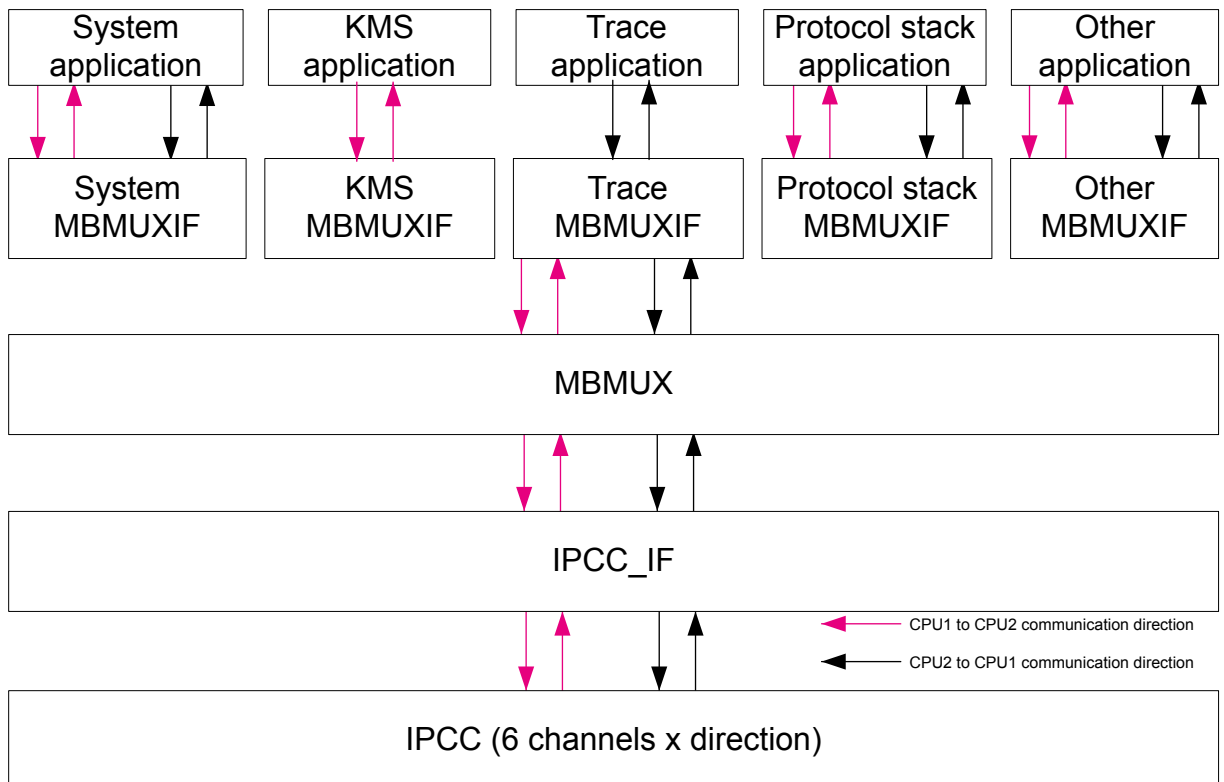 System
application
KMS
application
Trace
application
Protocol stack
application
Other
application
System
MBMUXIF
KMS
MBMUXIF
Trace
MBMUXIF
Protocol stack
MBMUXIF
Other
MBMUXIF
MBMUX
IPCC_IF
CPU1 to CPU2 communication direction
CPU2 to CPU1 communication direction
IPCC (6 channels x direction)